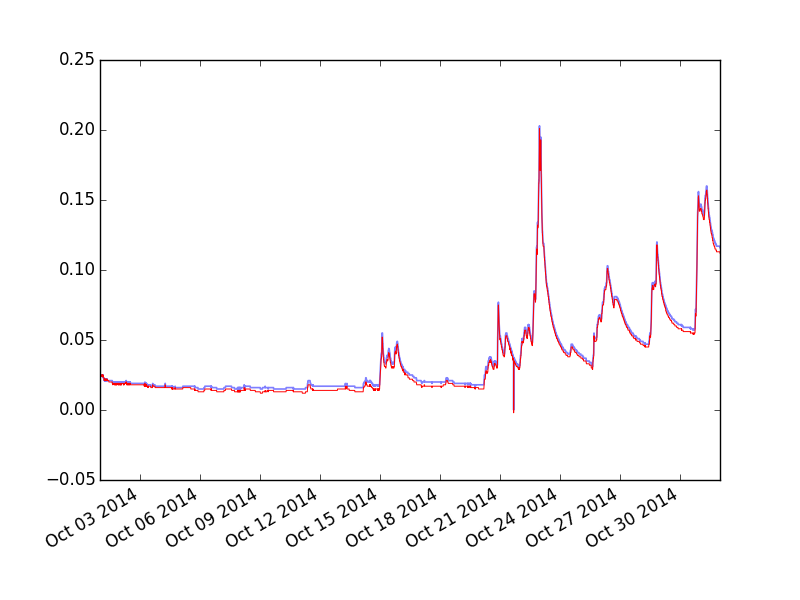 0.25
0.20
0.15
0.10
0.05
0.00
−0.05
Oct 03 2014
Oct 06 2014
Oct 09 2014
Oct 12 2014
Oct 15 2014
Oct 18 2014
Oct 21 2014
Oct 24 2014
Oct 27 2014
Oct 30 2014